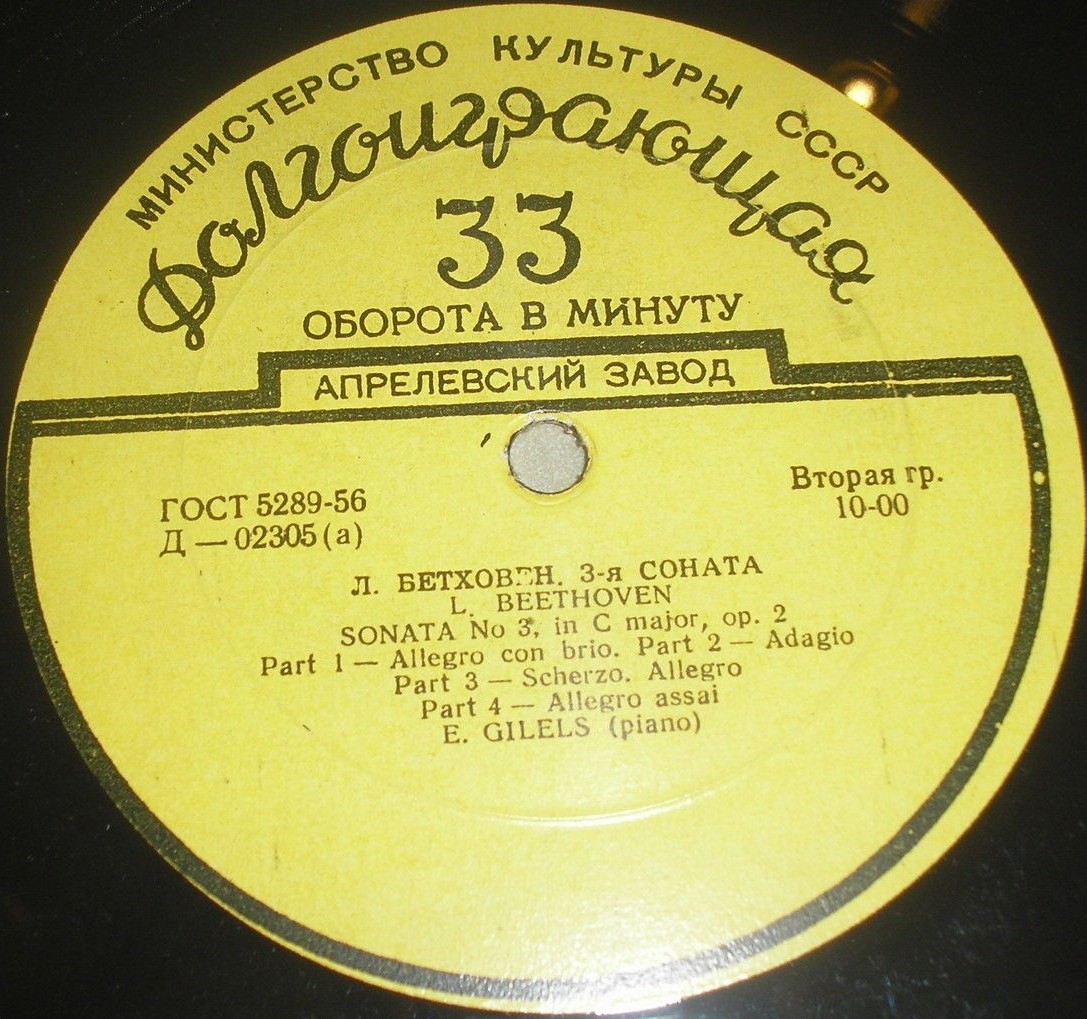 МИНИСТЕРСТВО КУЛЬТУРЫ СССР
Долгоиграющая
33
ОБОРОТА В МИНУТУ
АПРЕЛЕВСКИЙ ЗАВОД
ГОСТ 5289-56
Д — 02305 (а)
Вторая гр.
10-00
Л. БЕТХОВЕН. 3-я СОНАТА
L. BEETHOVEN
SONATA No 3, in C major, op. 2
Part 1 — Allegro con brio. Part 2 — Adagio
Part 3 — Scherzo. Allegro
Part 4 — Allegro assai
E. GILELS (piano)